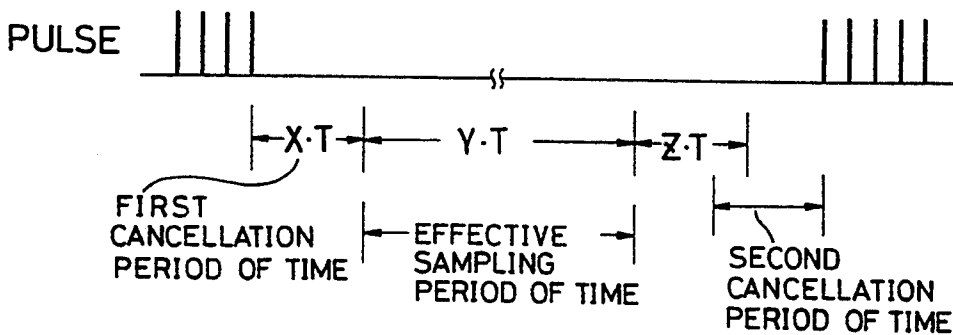 PULSE
X·T
Y·T
Z·T
FIRST
CANCELLATION
PERIOD OF TIME
EFFECTIVE
SAMPLING
PERIOD OF TIME
SECOND
CANCELLATION
PERIOD OF TIME